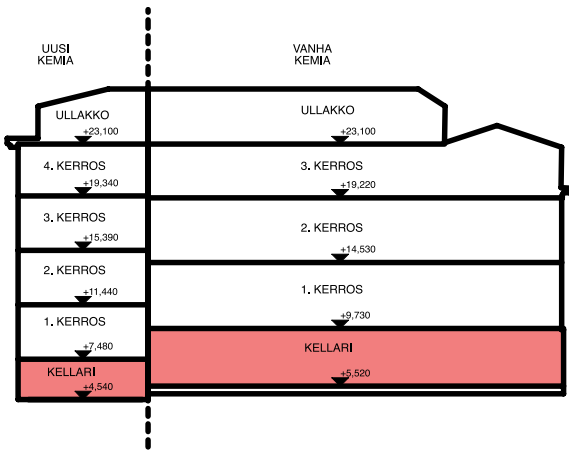 UUSI
KEMIA
VANHA
KEMIA
ULLAKKO
+23,100
4. KERROS
+19,340
3. KERROS
+15,390
2. KERROS
+11,440
1. KERROS
+7,480
KELLARI
+4,540
ULLAKKO
+23,100
3. KERROS
+19,220
2. KERROS
+14,530
1. KERROS
+9,730
KELLARI
+5,520